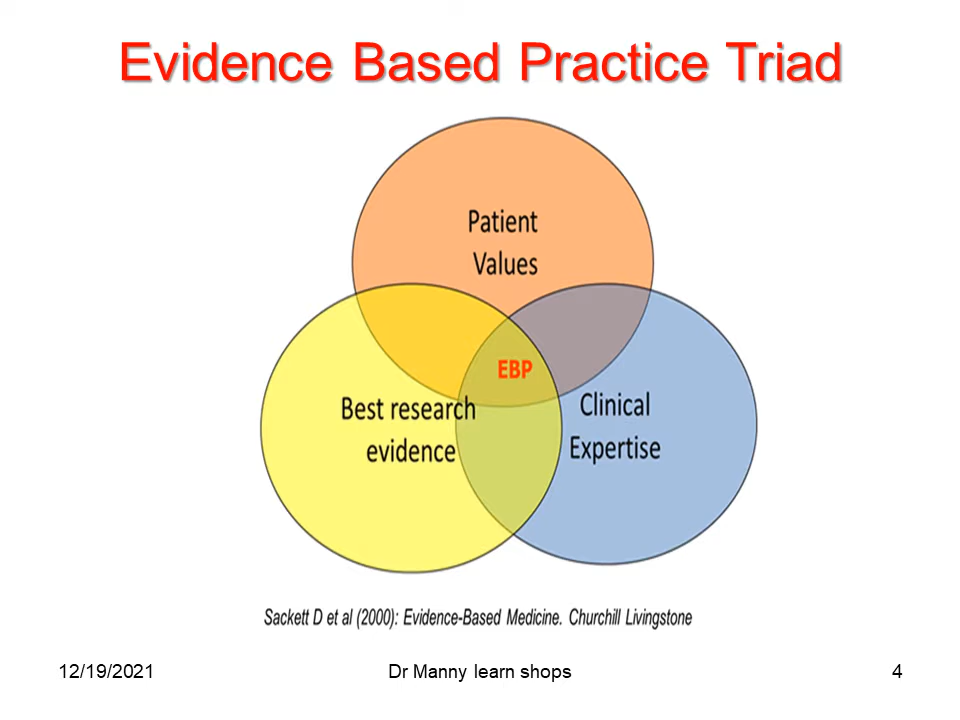 Evidence Based Practice Triad
Patient
Values
EBP
Best research
evidence
Clinical
Expertise
Sackett D et al (2000): Evidence-Based Medicine. Churchill Livingstone
12/19/2021
Dr Manny learn shops
4